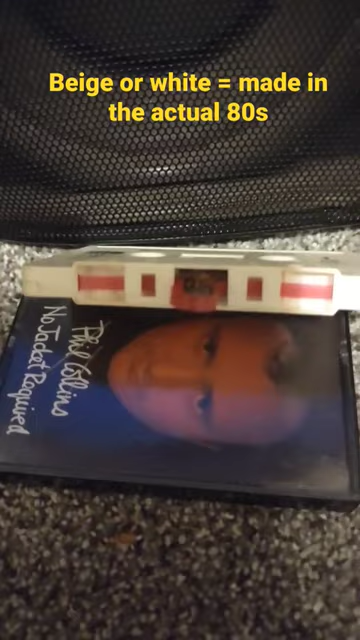 Beige or white = made in
the actual 80s
Phil Collins
No Jacket Required